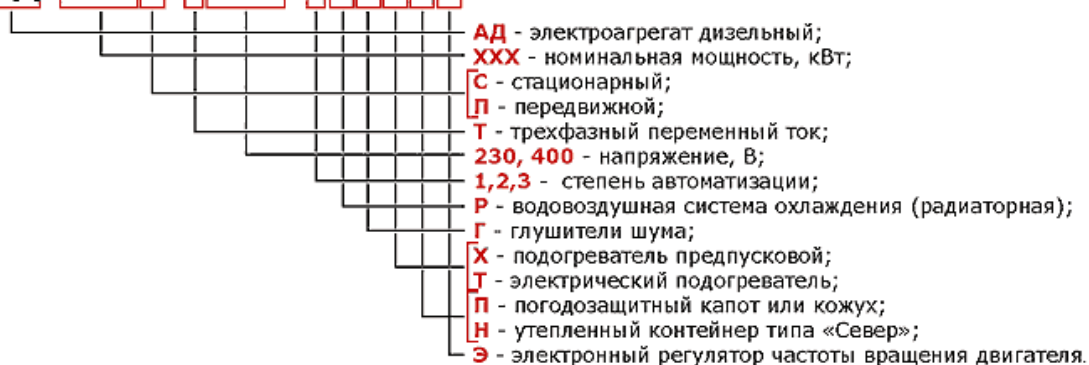 АД - электроагрегат дизельный;
ХХХ - номинальная мощность, кВт;
С - стационарный;
П - передвижной;
Т - трехфазный переменный ток;
230, 400 - напряжение, В;
1,2,3 - степень автоматизации;
Р - водовоздушная система охлаждения (радиаторная);
Г - глушители шума;
Х - подогреватель предпусковой;
Т - электрический подогреватель;
П - погодозащитный капот или кожух;
Н - утепленный контейнер типа «Север»;
Э - электронный регулятор частоты вращения двигателя.